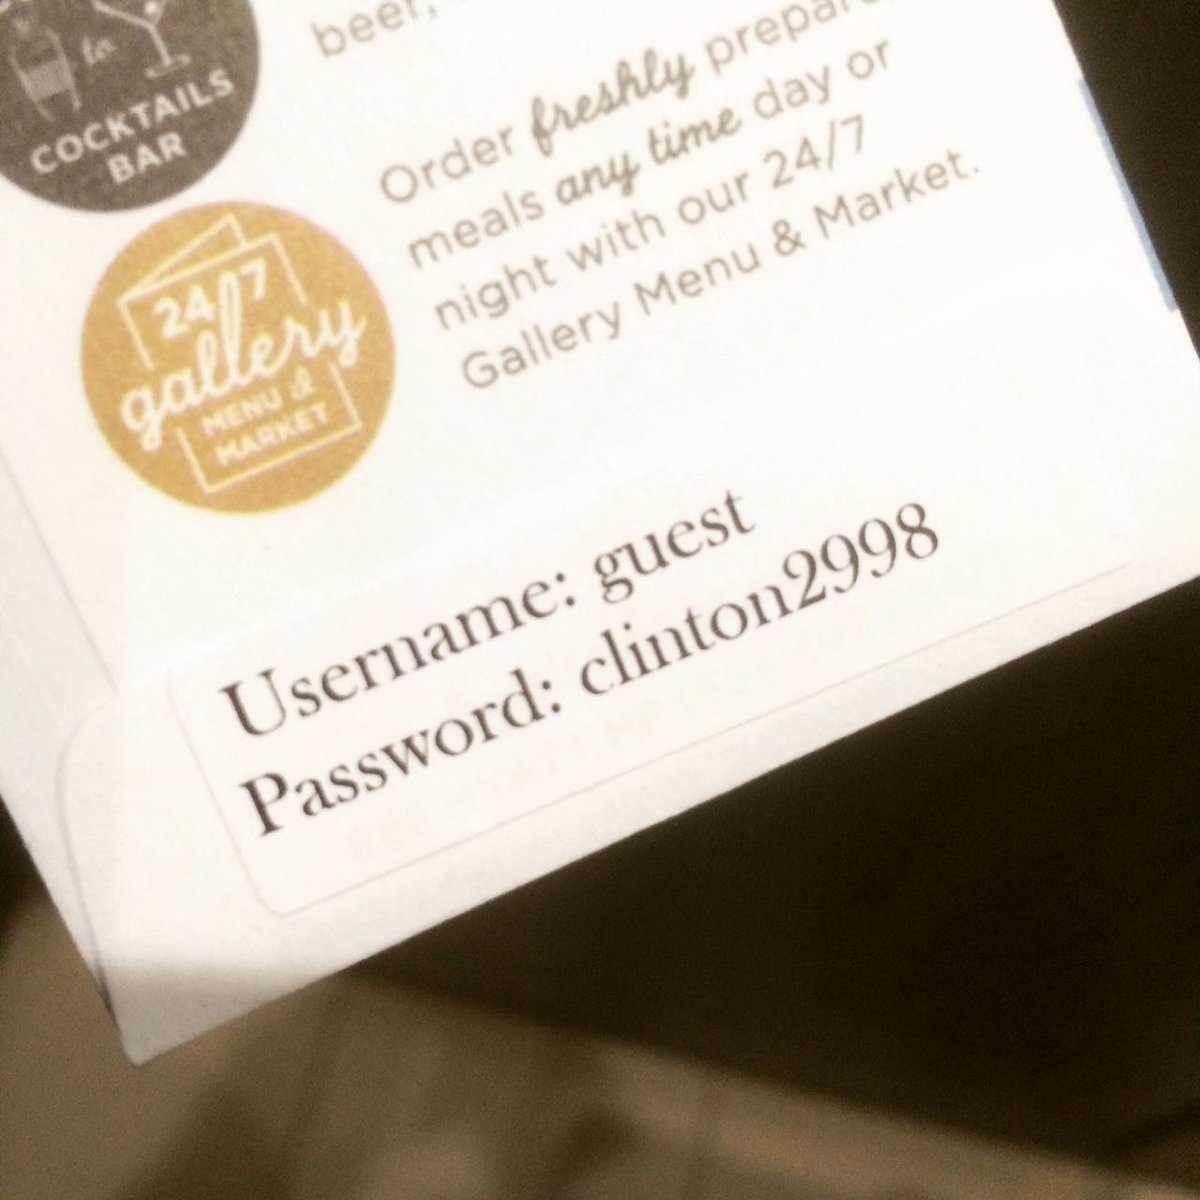 to
COCKTAILS
BAR
beer,
Order freshly
meals any time day or
night with our 24/7
Gallery Menu & Market.
24/7
gallery
MENU &
MARKET
Username: guest
Password: clinton2998